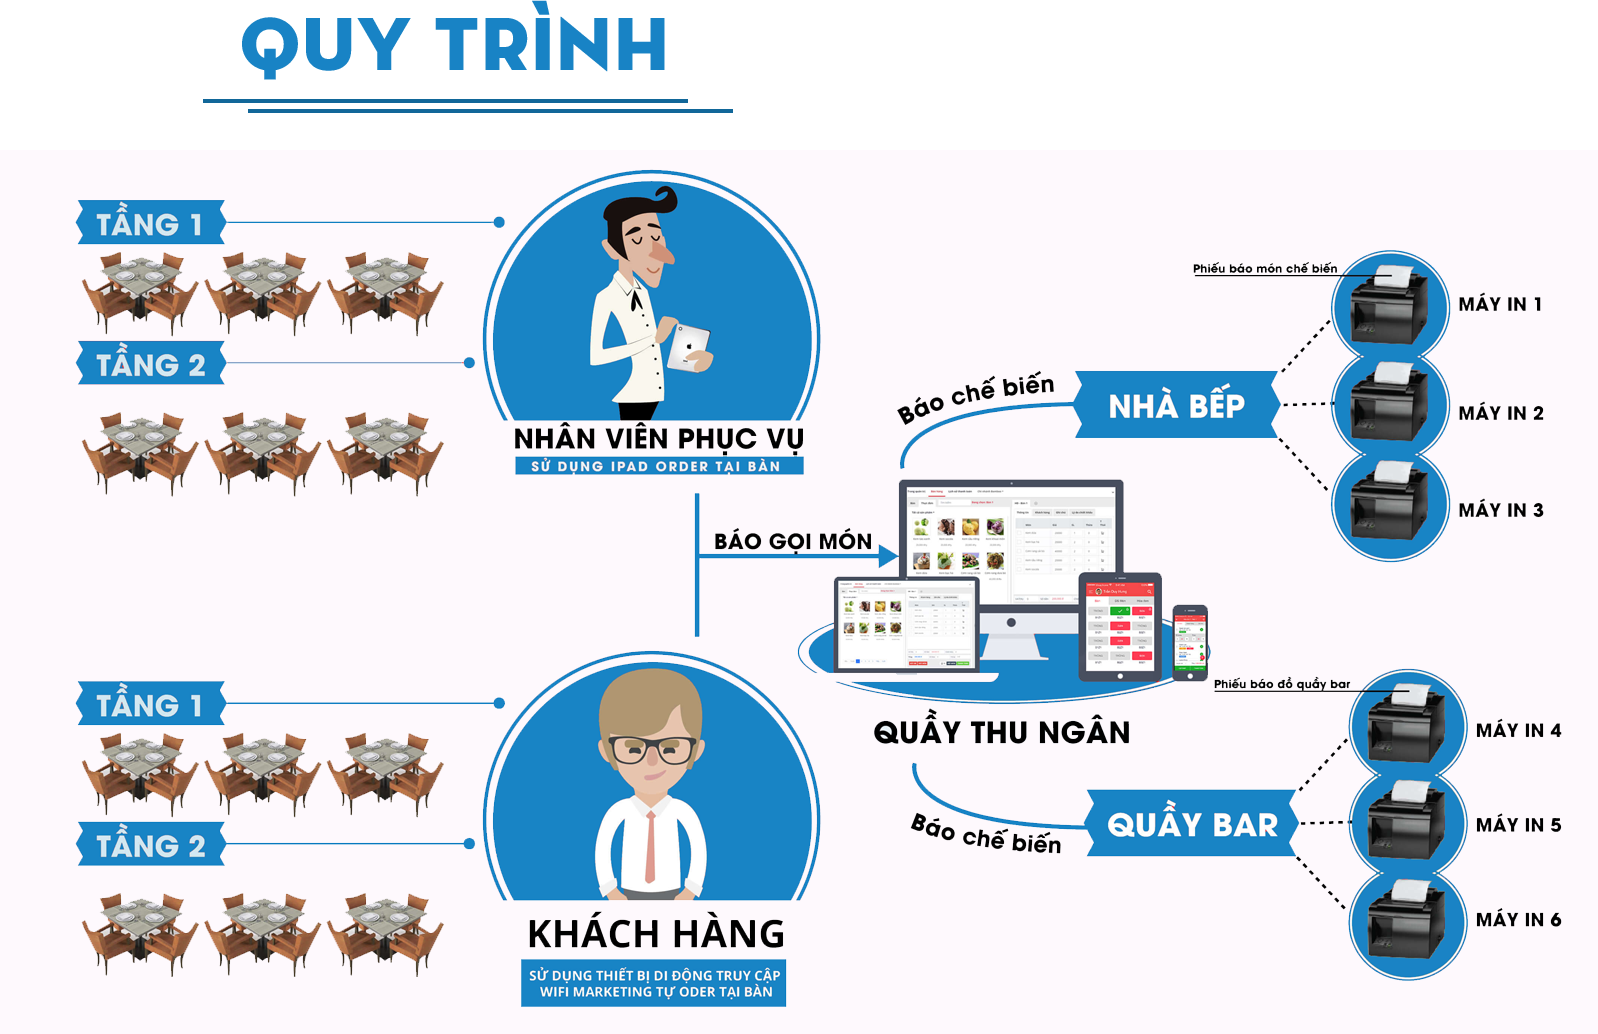 QUY TRÌNH
TẦNG 1
TẦNG 2
NHÂN VIÊN PHỤC VỤ
SỬ DỤNG IPAD ORDER TẠI BÀN
BÁO GỌI MÓN
TẦNG 1
TẦNG 2
KHÁCH HÀNG
SỬ DỤNG THIẾT BỊ DI ĐỘNG TRUY CẬP
WIFI MARKETING TỰ ODER TẠI BÀN
QUẦY THU NGÂN
Báo chế biến
NHÀ BẾP
Phiếu báo món chế biến
MÁY IN 1
MÁY IN 2
MÁY IN 3
Báo chế biến
QUẦY BAR
Phiếu báo đồ quầy bar
MÁY IN 4
MÁY IN 5
MÁY IN 6